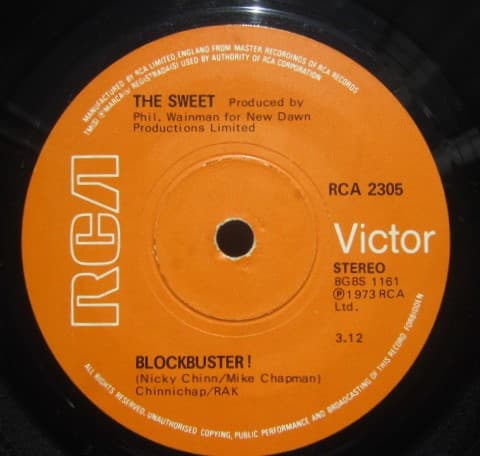 MANUFACTURED BY RCA LIMITED, ENGLAND FROM MASTER RECORDINGS OF RCA RECORDS
TM(S) ® MARCA(S) REGISTRADA(S) USED BY AUTHORITY OF RCA CORPORATION
THE SWEET Produced by
Phil. Wainman for New Dawn
Productions Limited
RCA
RCA 2305
Victor
STEREO
BGBS 1161
℗1973 RCA
Ltd.
3.12
BLOCKBUSTER!
(Nicky Chinn/Mike Chapman)
Chinnichap/RAK
ALL RIGHTS RESERVED, UNAUTHORISED COPYING, PUBLIC PERFORMANCE AND BROADCASTING OF THIS RECORD FORBIDDEN